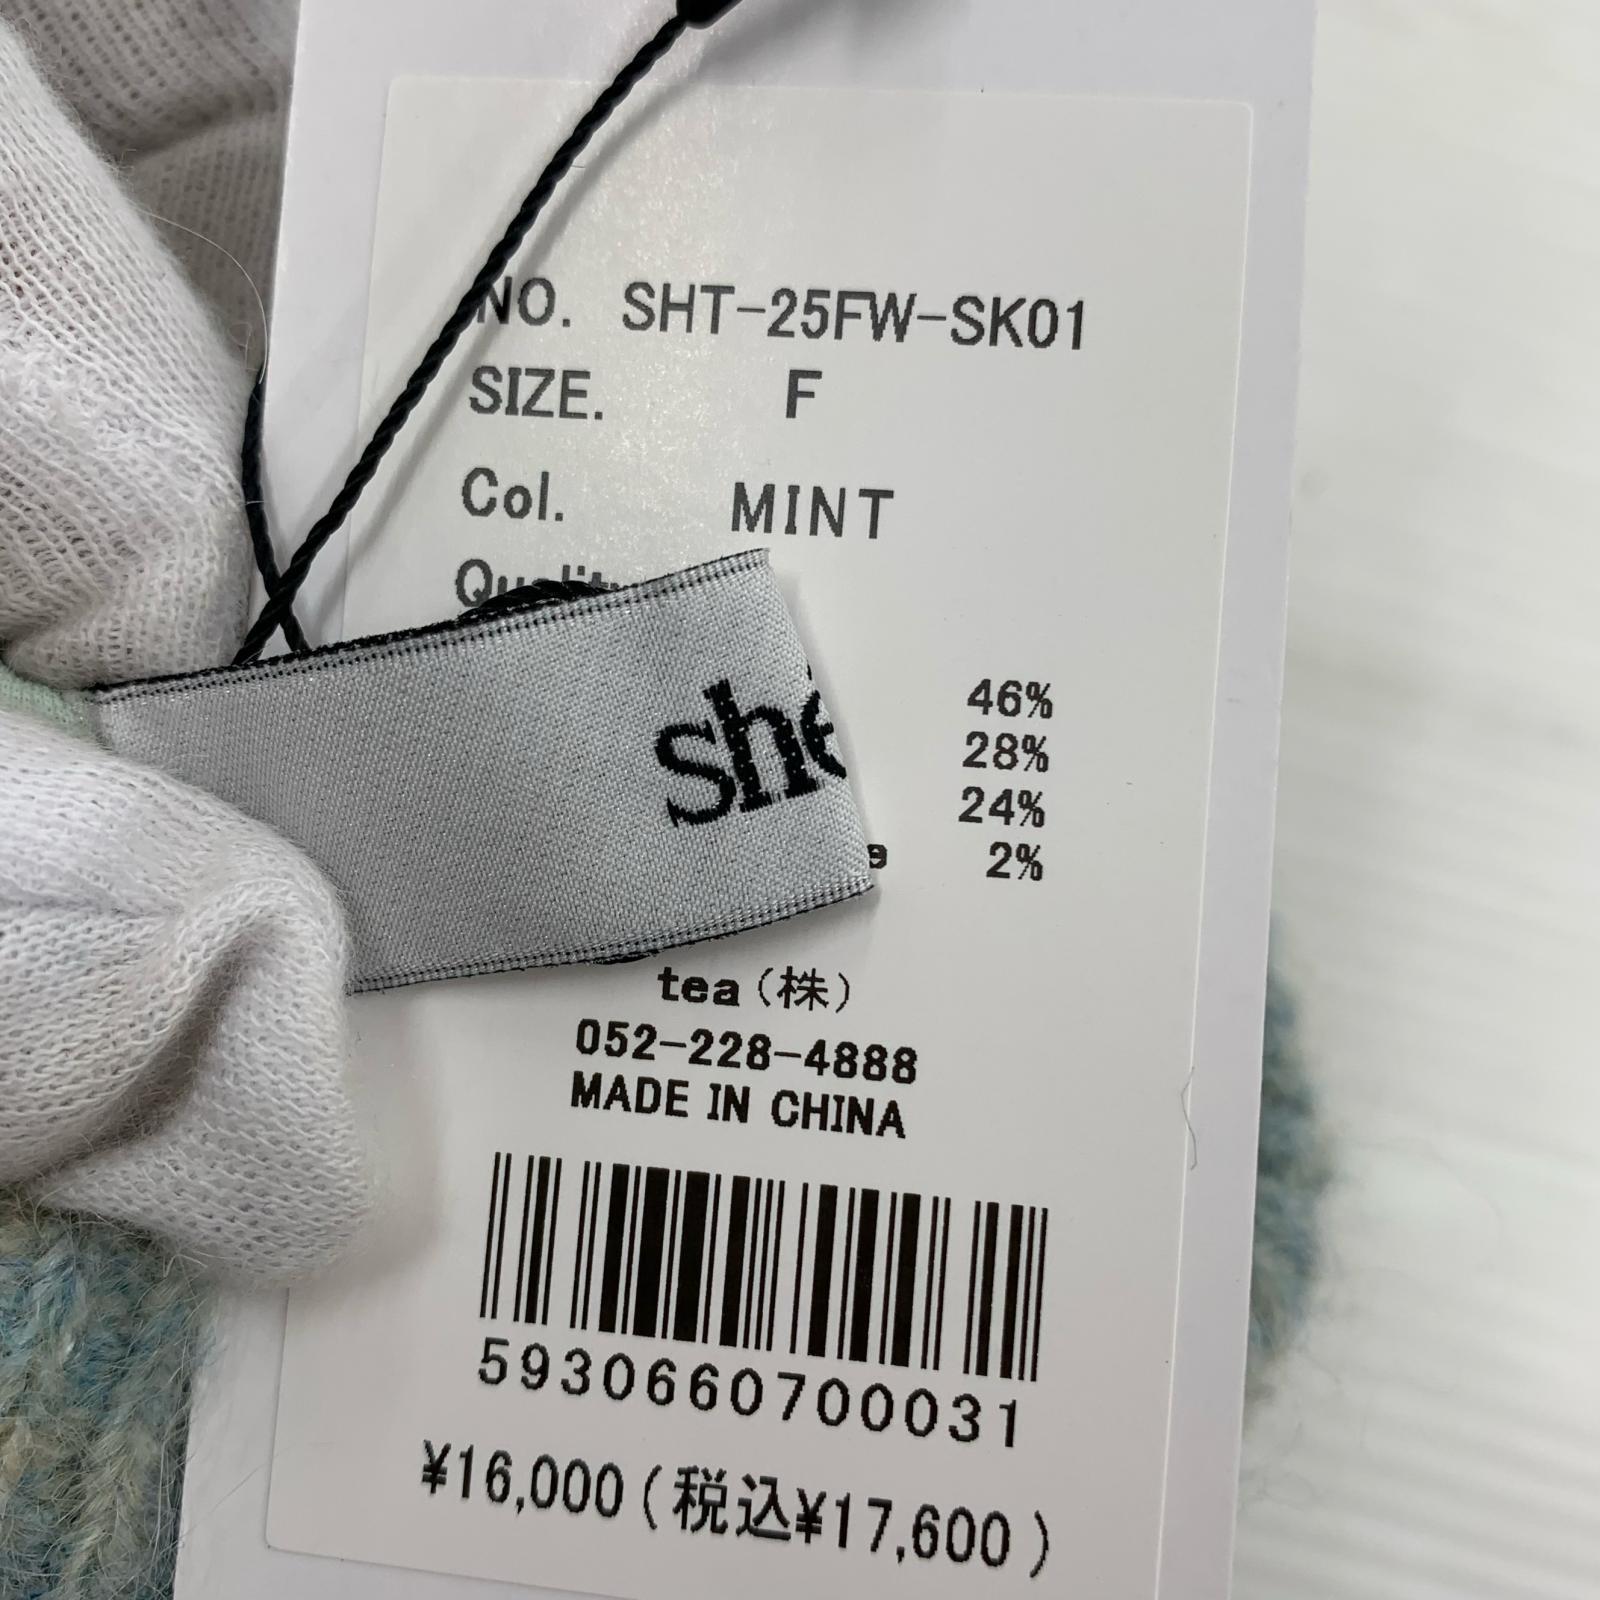 NO. SHT-25FW-SK01
SIZE. F
Col. MINT
Quality
46%
28%
24%
2%
tea(株)
052-228-4888
MADE IN CHINA
5930660700031
¥16,000(税込¥17,600)